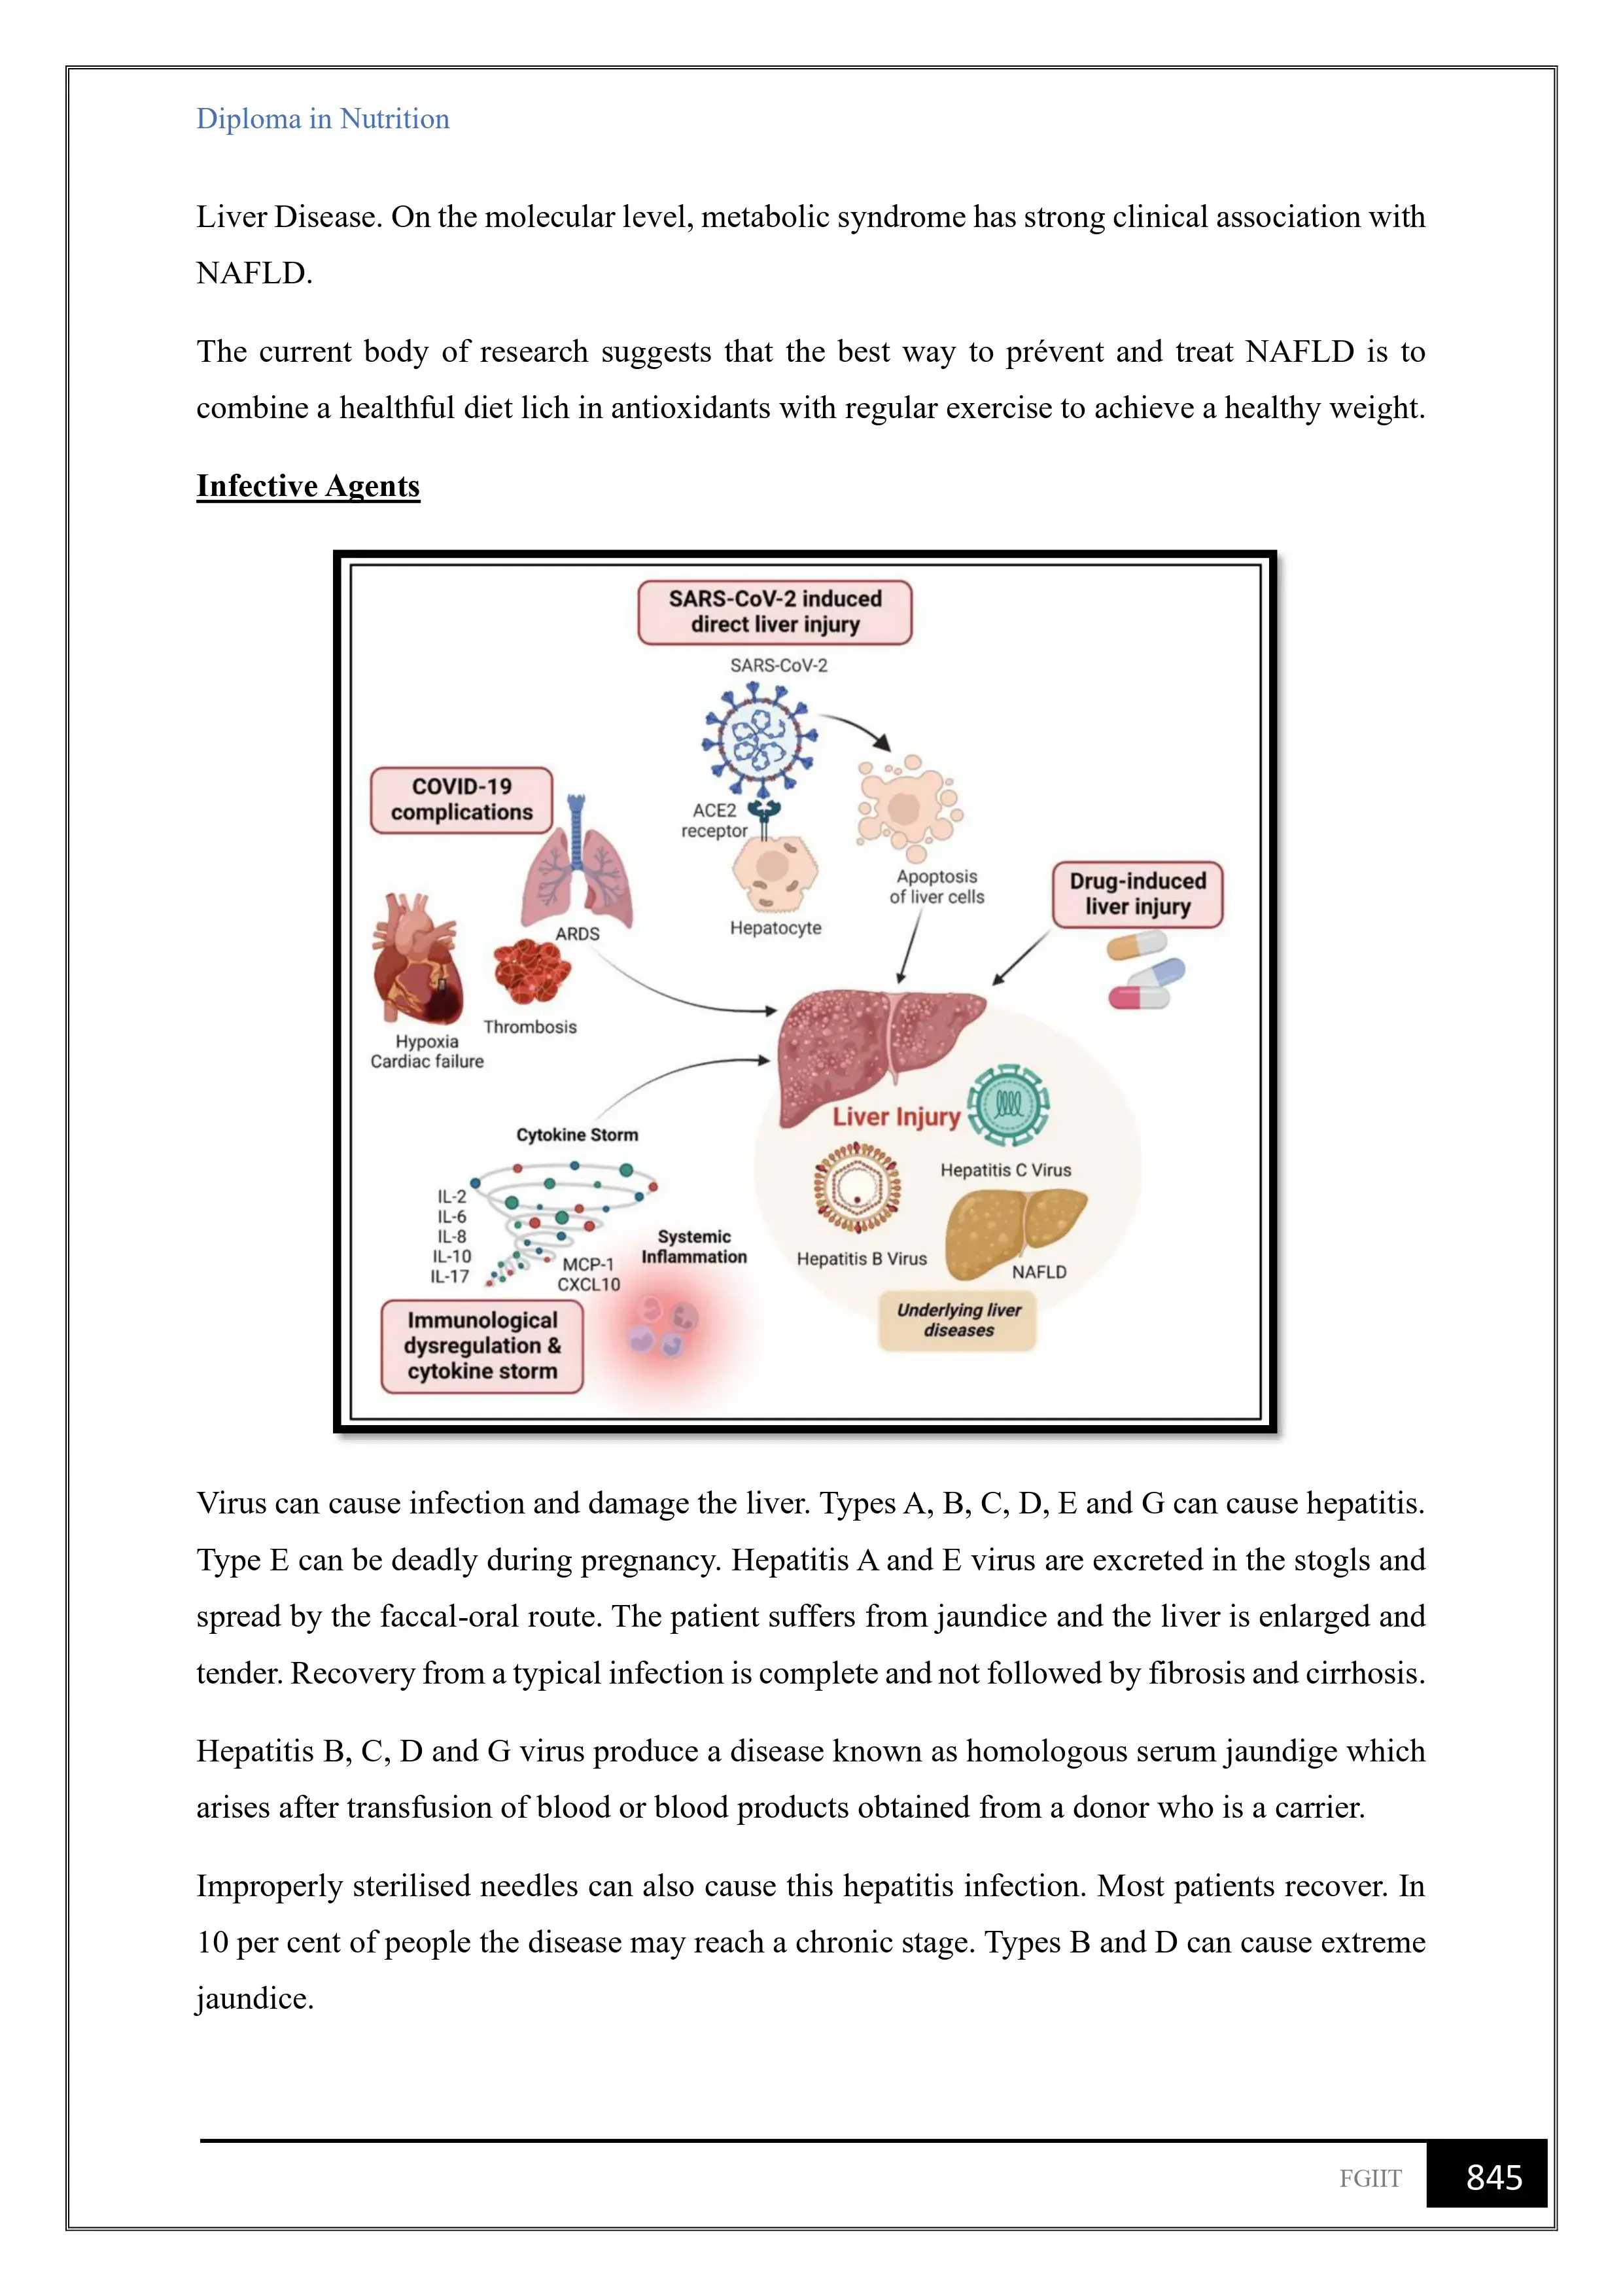 Diploma in Nutrition
Liver Disease. On the molecular level, metabolic syndrome has strong clinical association with
NAFLD.
The current body of research suggests that the best way to prévent and treat NAFLD is to
combine a healthful diet lich in antioxidants with regular exercise to achieve a healthy weight.
Infective Agents
SARS-CoV-2 induced
direct liver injury
SARS-CoV-2
COVID-19
complications
ACE2
receptor
Hepatocyte
Apoptosis
of liver cells
Drug-induced
liver injury
ARDS
Thrombosis
Hypoxia
Cardiac failure
Liver Injury
Cytokine Storm
IL-2
IL-6
IL-8
IL-10
IL-17
MCP-1
CXCL10
Systemic
Inflammation
Hepatitis C Virus
Hepatitis B Virus
NAFLD
Underlying liver
diseases
Immunological
dysregulation &
cytokine storm
Virus can cause infection and damage the liver. Types A, B, C, D, E and G can cause hepatitis.
Type E can be deadly during pregnancy. Hepatitis A and E virus are excreted in the stogls and
spread by the faccal-oral route. The patient suffers from jaundice and the liver is enlarged and
tender. Recovery from a typical infection is complete and not followed by fibrosis and cirrhosis.
Hepatitis B, C, D and G virus produce a disease known as homologous serum jaundige which
arises after transfusion of blood or blood products obtained from a donor who is a carrier.
Improperly sterilised needles can also cause this hepatitis infection. Most patients recover. In
10 per cent of people the disease may reach a chronic stage. Types B and D can cause extreme
jaundice.
FGIIT
845